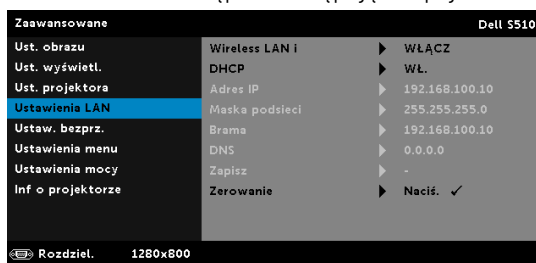 Zaawansowane Dell S510
Ust. obrazu
Ust. wyświetl.
Ust. projektora
Ustawienia LAN
Ustaw. bezprz.
Ustawienia menu
Ustawienia mocy
Inf o projektorze
Wireless LAN i WŁĄCZ
DHCP WŁ.
Adres IP 192.168.100.10
Maska podsieci 255.255.255.0
Brama 192.168.100.10
DNS 0.0.0.0
Zapisz -
Zerowanie Naciś. ✓
Rozdziel. 1280x800